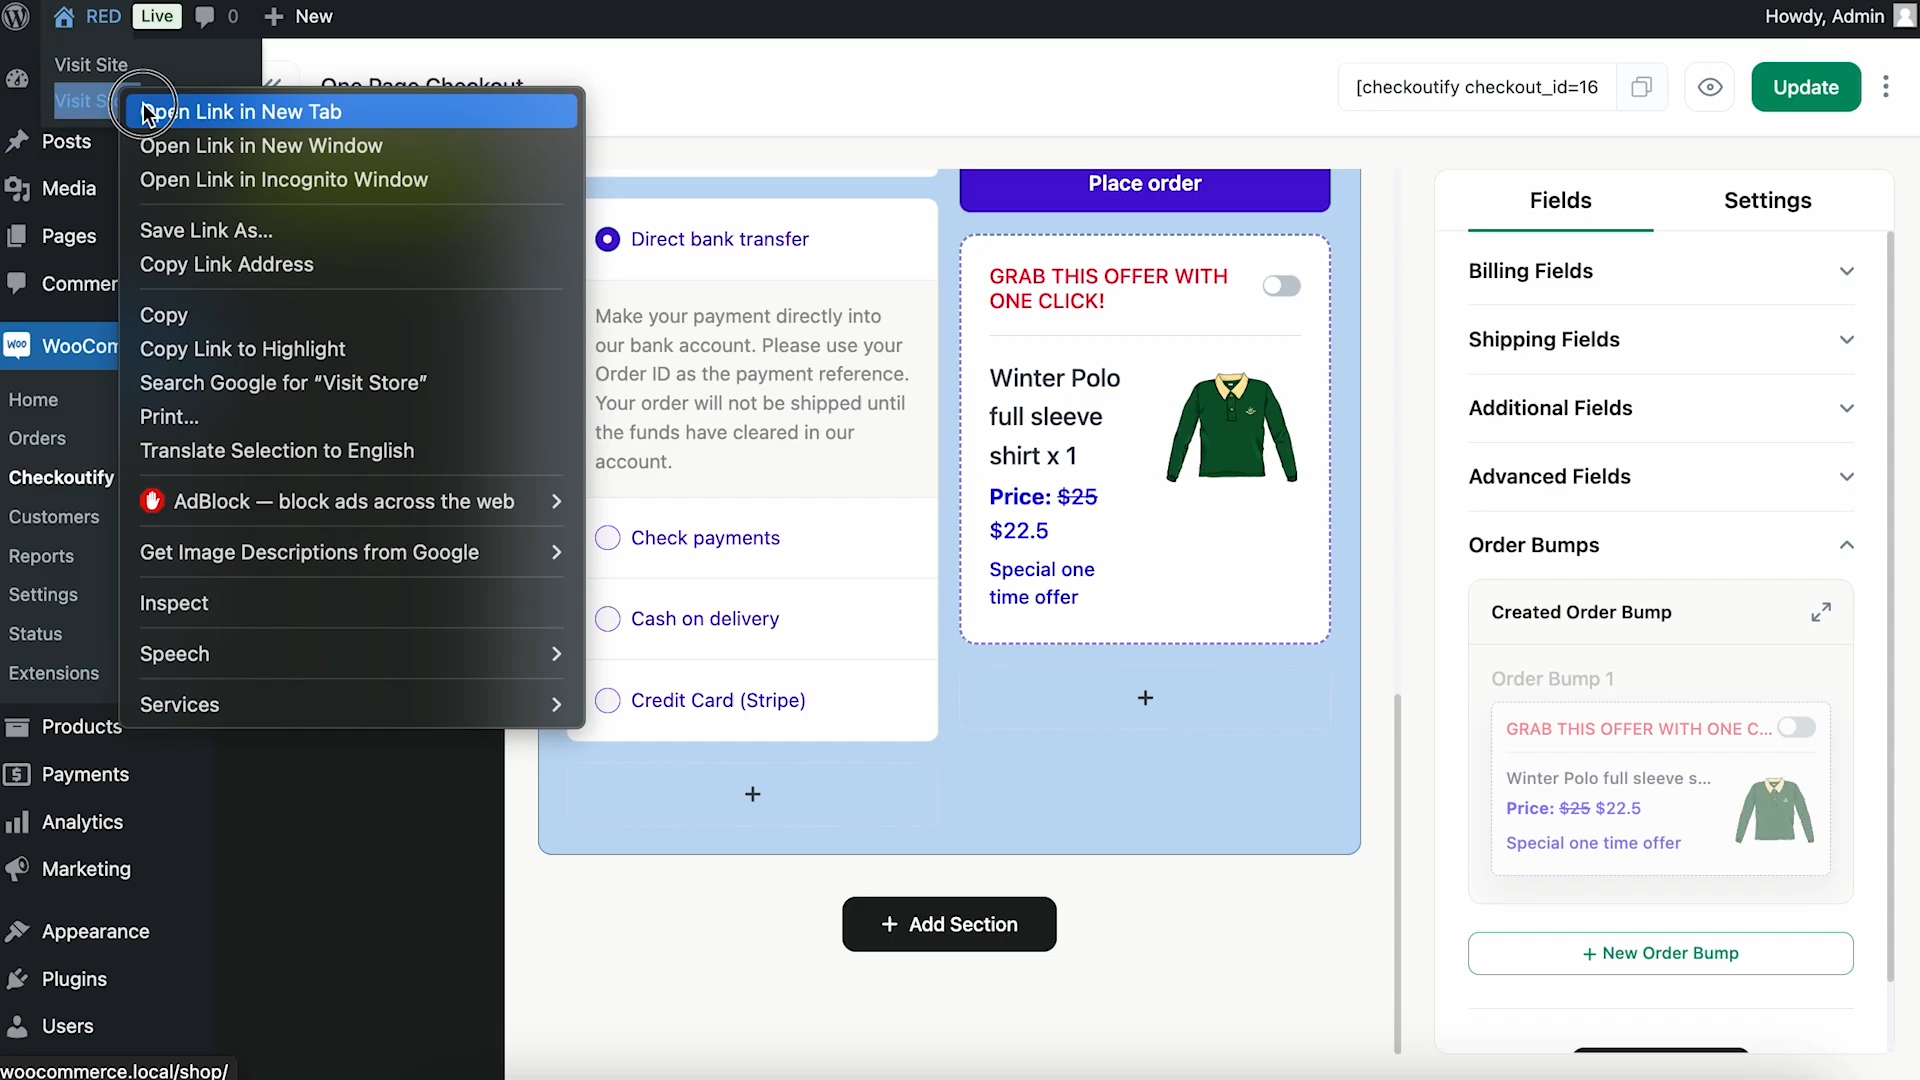 RED
Live
0
New
Howdy, Admin
Visit Site
Visit S
Posts
Media
Pages
Commer
WooCom
Home
Orders
Checkoutify
Customers
Reports
Settings
Status
Extensions
Products
Payments
Analytics
Marketing
Appearance
Plugins
Users
woocommerce.local/shop/
Open Link in New Tab
Open Link in New Window
Open Link in Incognito Window
Save Link As...
Copy Link Address
Copy
Copy Link to Highlight
Search Google for “Visit Store”
Print...
Translate Selection to English
AdBlock — block ads across the web
Get Image Descriptions from Google
Inspect
Speech
Services
One Page Checkout
[checkoutify checkout_id=16
Update
Direct bank transfer
Make your payment directly into
our bank account. Please use your
Order ID as the payment reference.
Your order will not be shipped until
the funds have cleared in our
account.
Check payments
Cash on delivery
Credit Card (Stripe)
+
Place order
GRAB THIS OFFER WITH
ONE CLICK!
Winter Polo
full sleeve
shirt x 1
Price: $25
$22.5
Special one
time offer
+
+ Add Section
Fields
Settings
Billing Fields
Shipping Fields
Additional Fields
Advanced Fields
Order Bumps
Created Order Bump
Order Bump 1
GRAB THIS OFFER WITH ONE C...
Winter Polo full sleeve s...
Price: $25 $22.5
Special one time offer
+ New Order Bump